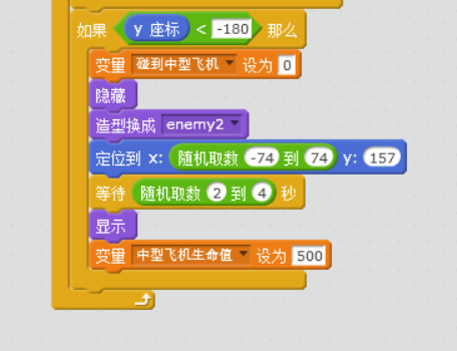 如果 y 座标 < -180 那么
变量 碰到中型飞机 设为 0
隐藏
造型换成 enemy2
定位到 x: 随机取数 -74 到 74 y: 157
等待 随机取数 2 到 4 秒
显示
变量 中型飞机生命值 设为 500